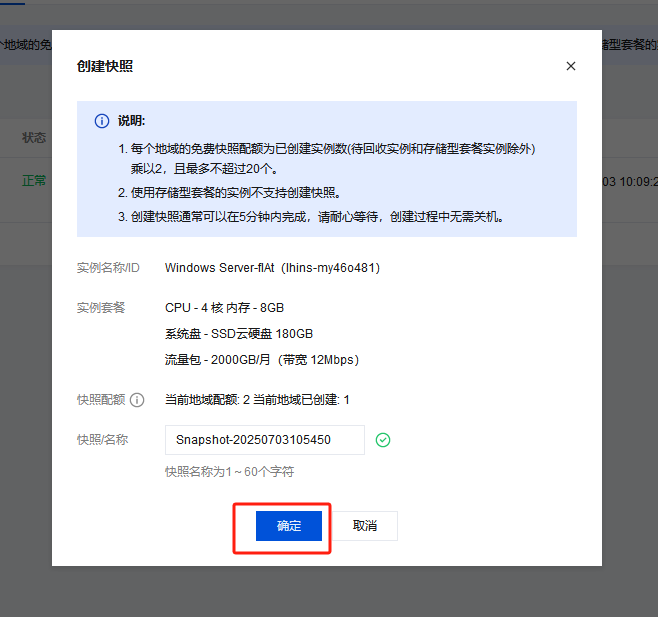 个地域的免
储型套餐的
创建快照
说明:
1. 每个地域的免费快照配额为已创建实例数(待回收实例和存储型套餐实例除外)
乘以2，且最多不超过20个。
2. 使用存储型套餐的实例不支持创建快照。
3. 创建快照通常可以在5分钟内完成，请耐心等待，创建过程中无需关机。
状态
正常
03 10:09:2
实例名称/ID Windows Server-fIAt（lhins-my46o481）
实例套餐 CPU - 4 核 内存 - 8GB
系统盘 - SSD云硬盘 180GB
流量包 - 2000GB/月（带宽 12Mbps）
快照配额 当前地域配额: 2 当前地域已创建: 1
快照/名称 Snapshot-20250703105450
快照名称为1～60个字符
确定 取消